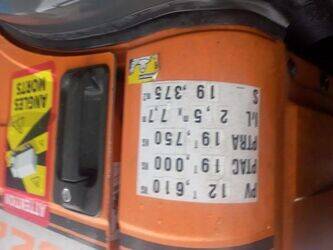 ATTENTION
ANGLES
MORTS
PV 12 T 610 KG
PTAC 19 T 000 KG
PTRA 19 T 750 KG
L.L 2, 5 m x 7,7 m
S 19, 375 m2